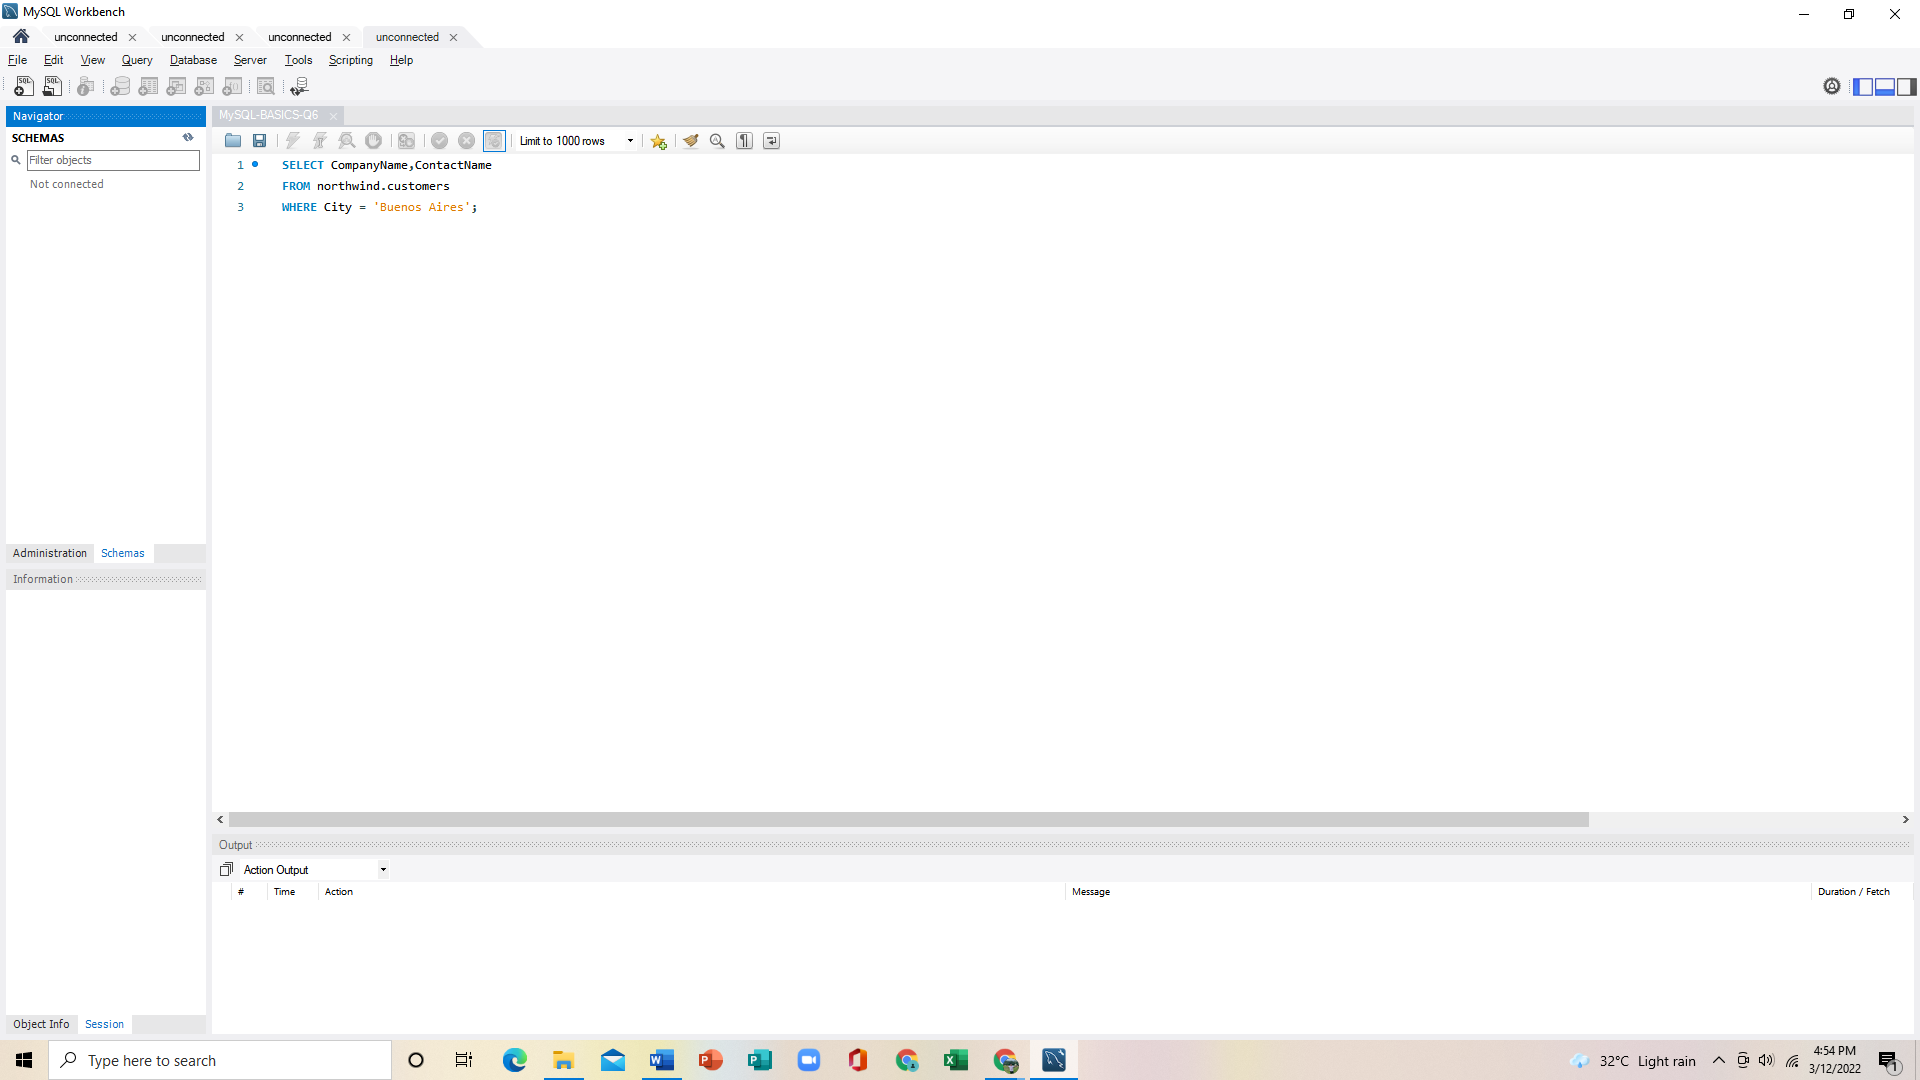 MySQL Workbench
unconnected unconnected unconnected unconnected
File Edit View Query Database Server Tools Scripting Help
Navigator MySQL-BASICS-Q6
SCHEMAS
Limit to 1000 rows
Filter objects
Not connected
1 SELECT CompanyName,ContactName
2 FROM northwind.customers
3 WHERE City = 'Buenos Aires';
Administration Schemas
Information
Output
Action Output
# Time Action Message Duration / Fetch
Object Info Session
Type here to search
32°C Light rain
4:54 PM
3/12/2022
1